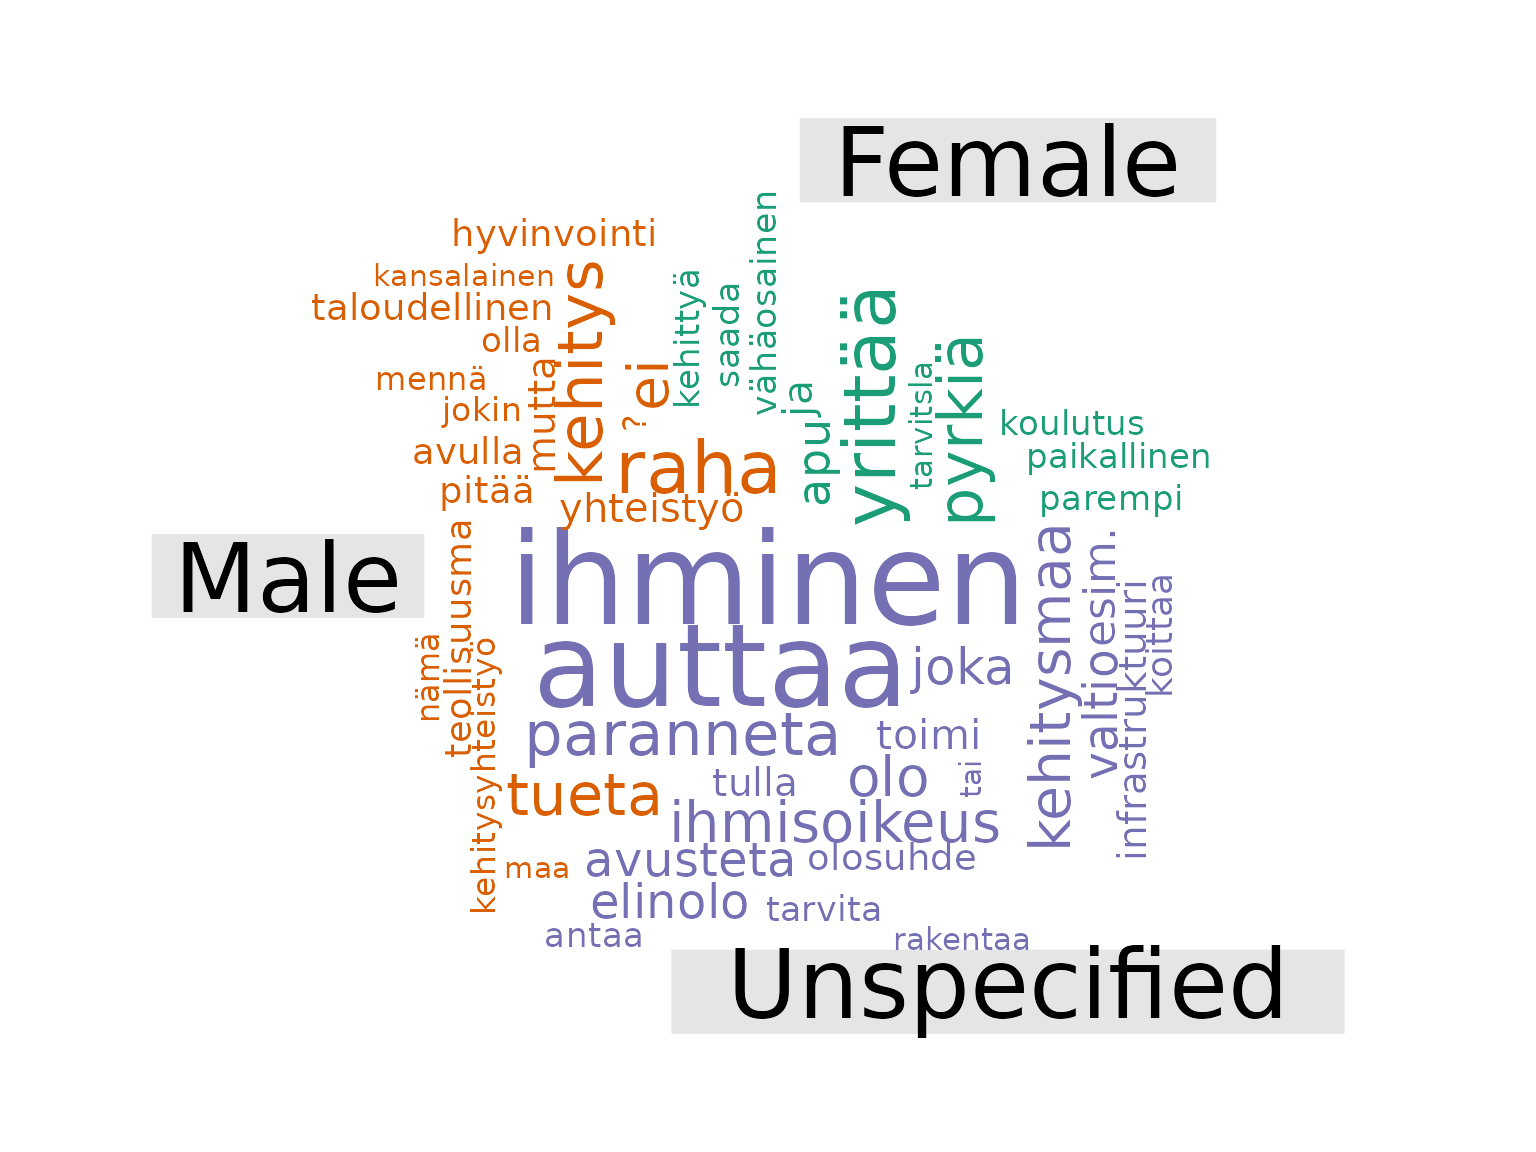 Female
hyvinvointi
kansalainen
taloudellinen
olla
mennä
jokin
avulla
pitää
mutta
kehitys
ei
?
raha
yhteistyö
kehittyä
saada
vähäosainen
ja
apu
yrittää
tarvitsla
pyrkiä
koulutus
paikallinen
parempi
Male
ihminen
auttaa
joka
paranneta
toimi
tulla
olo
tai
ihmisoikeus
avusteta
olosuhde
elinolo
tarvita
antaa
rakentaa
kehitysmaa
valtioesim.
infrastruktuuri
koittaa
nämä
teollisuusma
kehitysyhteistyö
tueta
maa
Unspecified